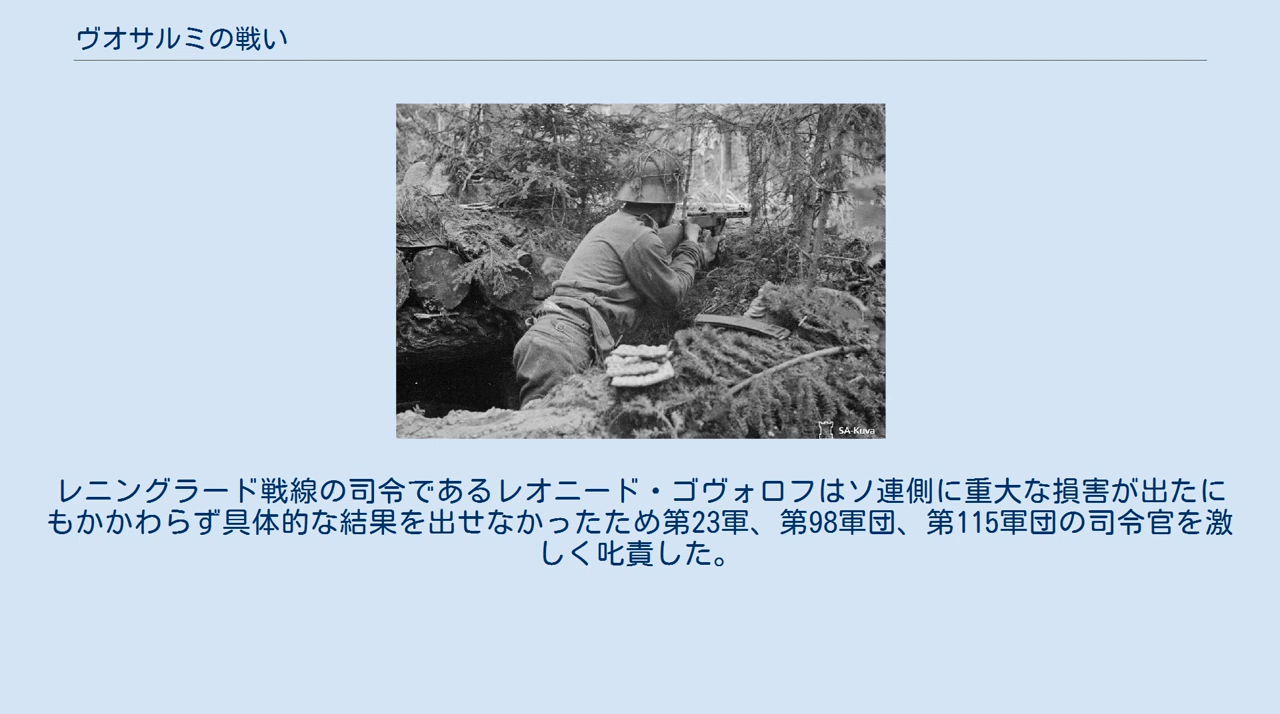 ヴオサルミの戦い
SA-Kuva
レニングラード戦線の司令であるレオニード・ゴヴォロフはソ連側に重大な損害が出たに
もかかわらず具体的な結果を出せなかったため第23軍、第98軍団、第115軍団の司令官を激
しく叱責した。